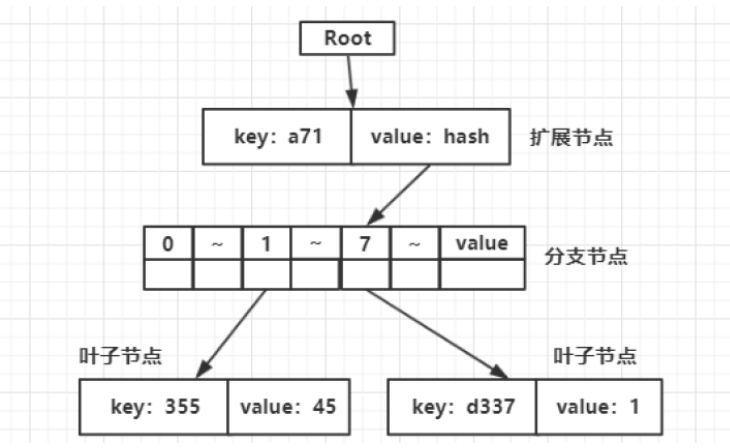 Root
key: a71 value: hash 扩展节点
0 ~ 1 ~ 7 ~ value
分支节点
叶子节点 叶子节点
key: 355 value: 45 key: d337 value: 1